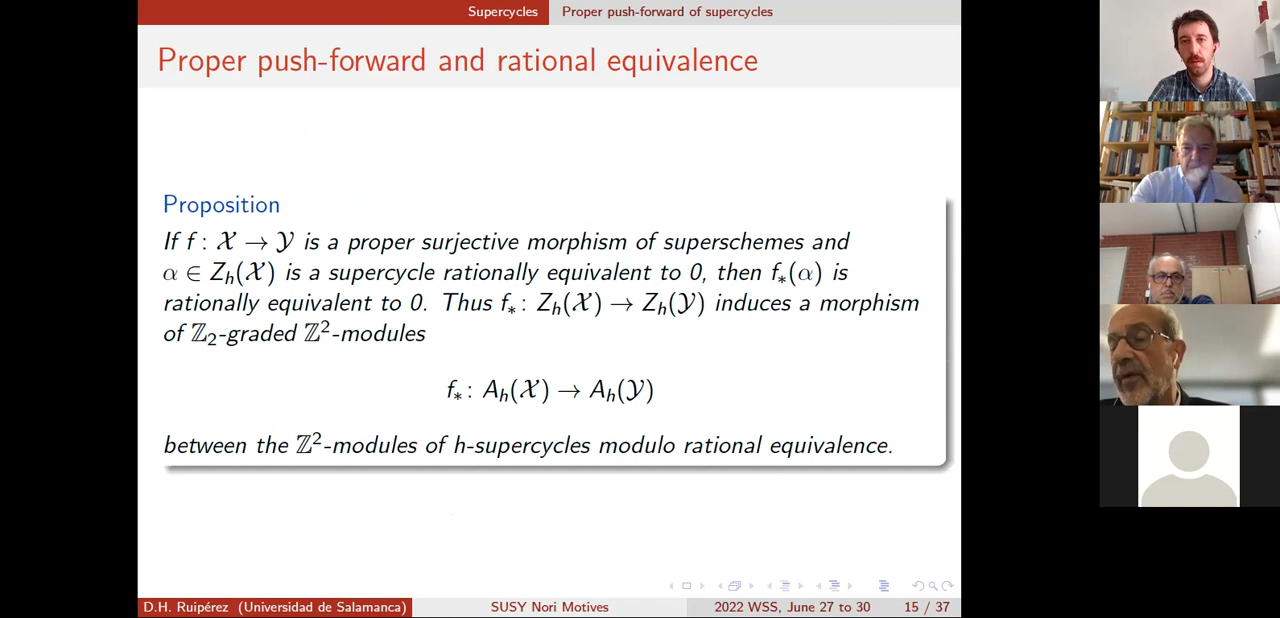 Supercycles Proper push-forward of supercycles
Proper push-forward and rational equivalence
Proposition
If f : 𝒳 → 𝒴 is a proper surjective morphism of superschemes and
α ∈ Z_h(𝒳) is a supercycle rationally equivalent to 0, then f_*(α) is
rationally equivalent to 0. Thus f_* : Z_h(𝒳) → Z_h(𝒴) induces a morphism
of ℤ_2-graded ℤ^2-modules
f_* : A_h(𝒳) → A_h(𝒴)
between the ℤ^2-modules of h-supercycles modulo rational equivalence.
D.H. Ruipérez (Universidad de Salamanca) SUSY Nori Motives 2022 WSS, June 27 to 30 15 / 37